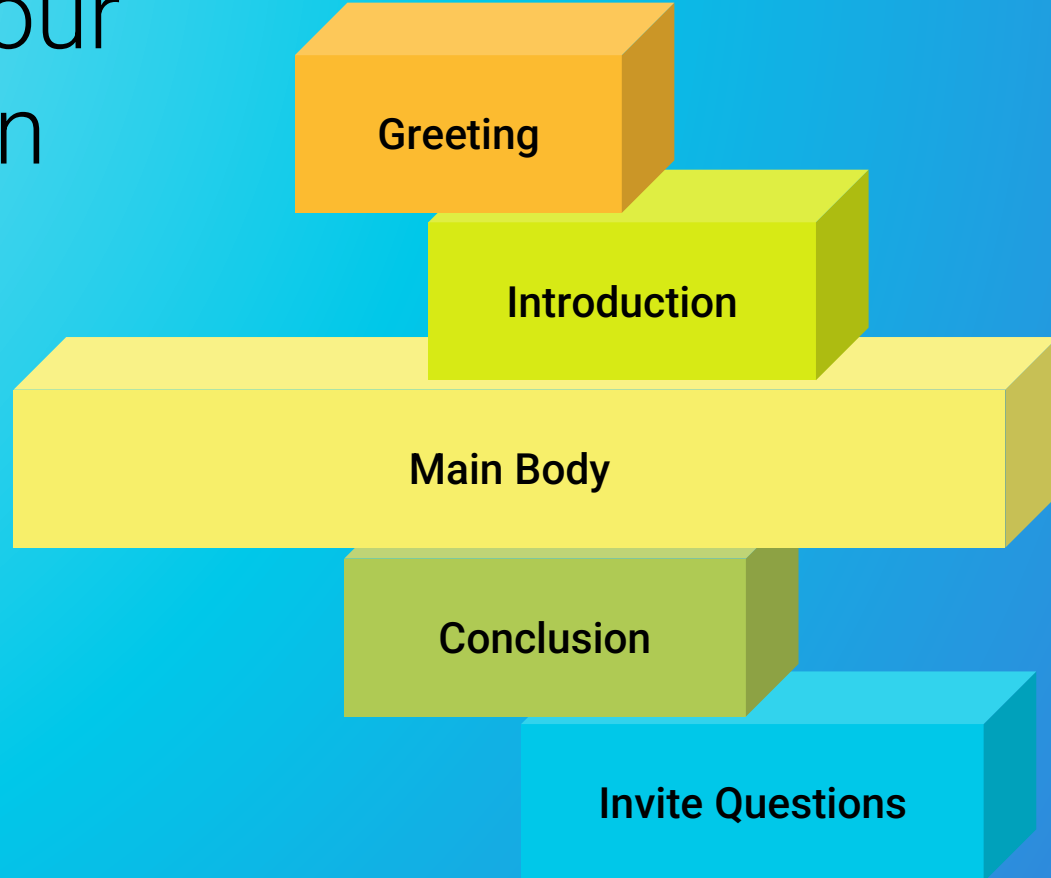 Greeting
Introduction
Main Body
Conclusion
Invite Questions